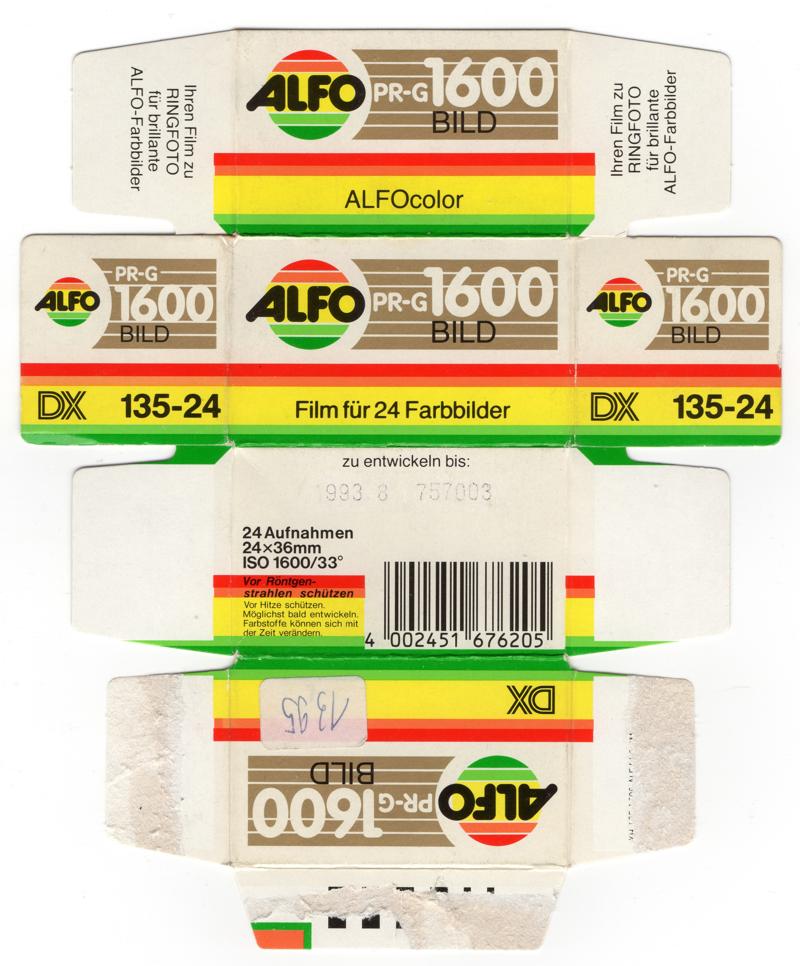 Ihren Film zu
RINGFOTO
für brillante
ALFO-Farbbilder
ALFO
PR-G 1600
BILD
ALFOcolor
Ihren Film zu
RINGFOTO
für brillante
ALFO-Farbbilder
ALFO
PR-G
1600
BILD
DX 135-24
ALFO
PR-G 1600
BILD
Film für 24 Farbbilder
ALFO
PR-G
1600
BILD
DX 135-24
zu entwickeln bis:
1993 8 757003
24 Aufnahmen
24×36mm
ISO 1600/33°
Vor Röntgen-
strahlen schützen
Vor Hitze schützen.
Möglichst bald entwickeln.
Farbstoffe können sich mit
der Zeit verändern.
4 002451 676205
DX
13,95
ALFO
PR-G 1600
BILD